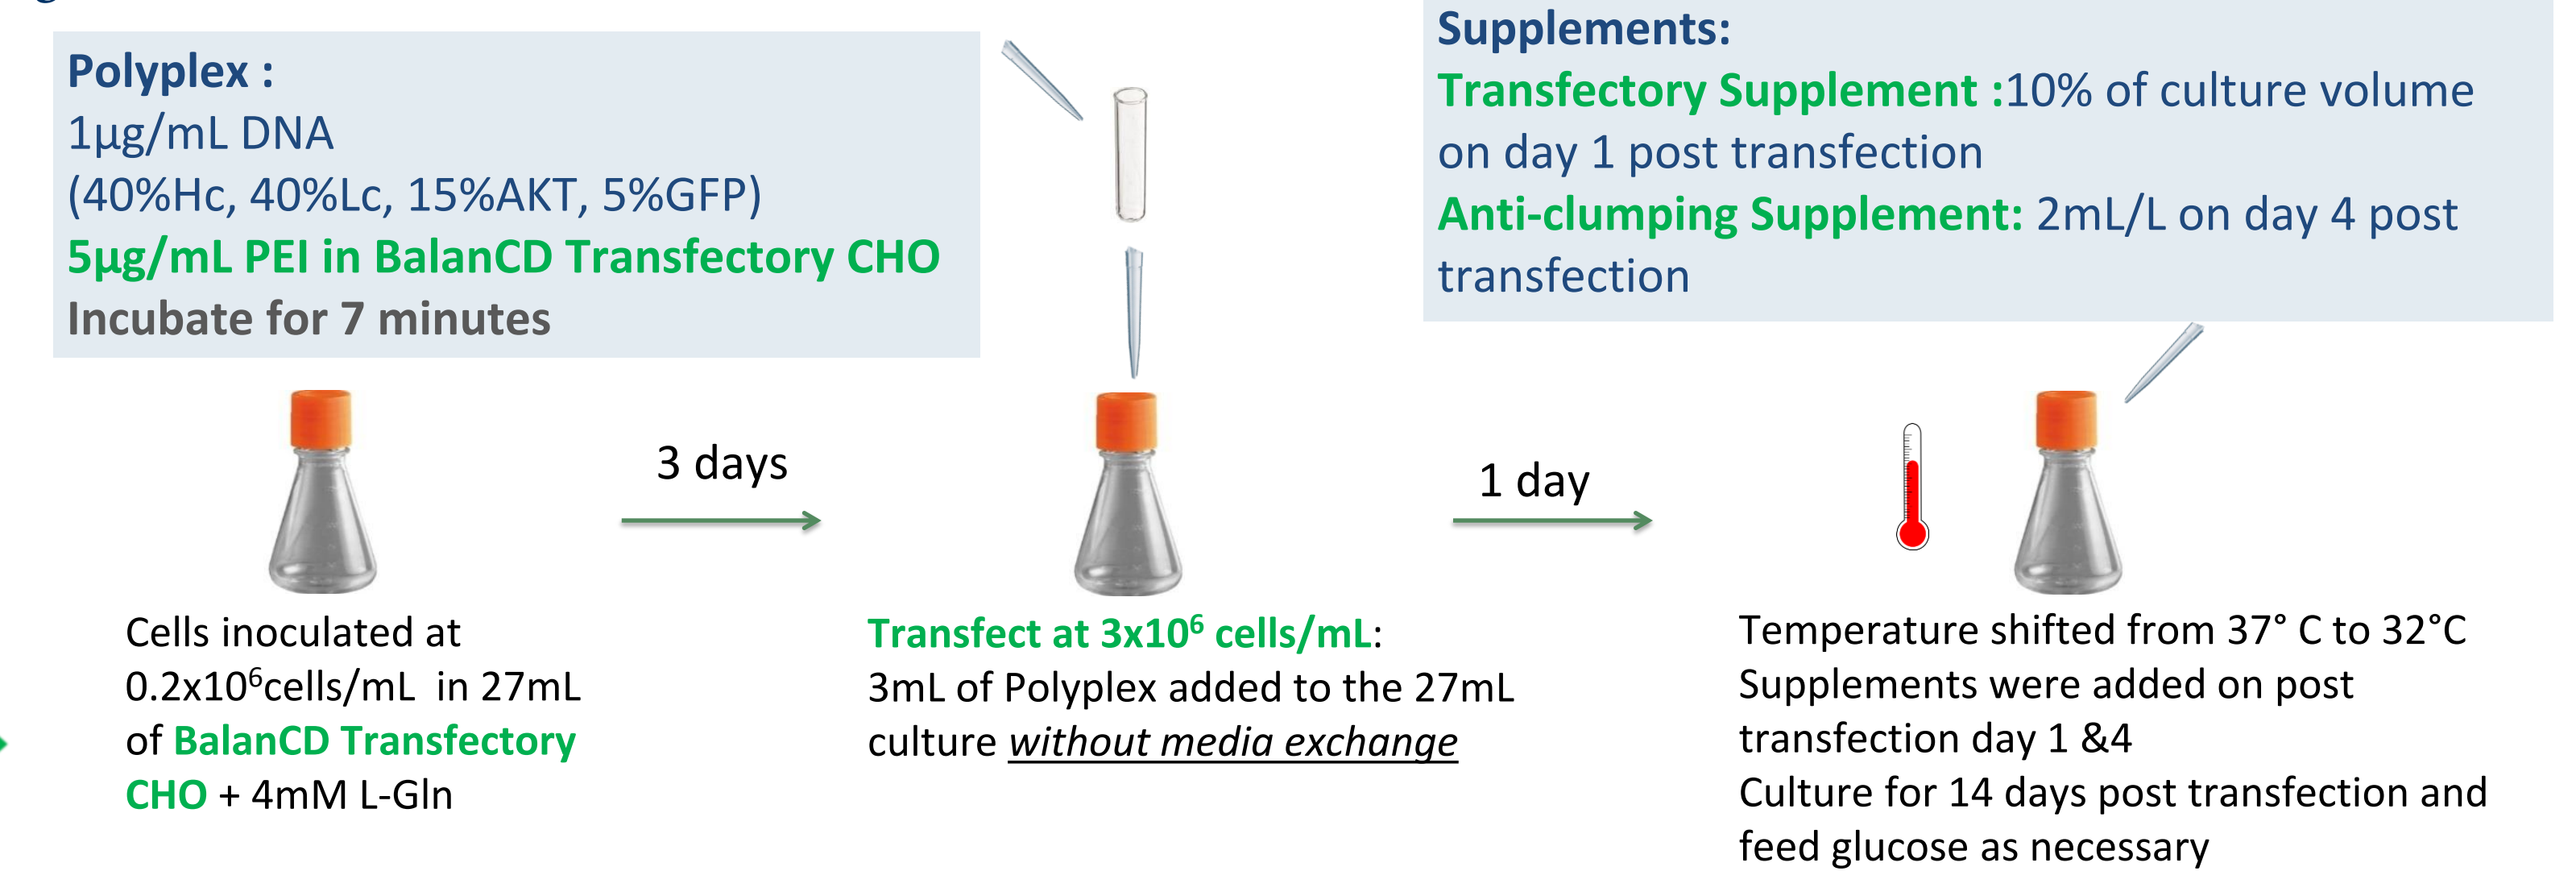 Polyplex :
1µg/mL DNA
(40%Hc, 40%Lc, 15%AKT, 5%GFP)
5µg/mL PEI in BalanCD Transfectory CHO
Incubate for 7 minutes
Supplements:
Transfectory Supplement :10% of culture volume
on day 1 post transfection
Anti-clumping Supplement: 2mL/L on day 4 post
transfection
3 days
1 day
Cells inoculated at
0.2x10⁶cells/mL in 27mL
of BalanCD Transfectory
CHO + 4mM L-Gln
Transfect at 3x10⁶ cells/mL:
3mL of Polyplex added to the 27mL
culture without media exchange
Temperature shifted from 37° C to 32°C
Supplements were added on post
transfection day 1 &4
Culture for 14 days post transfection and
feed glucose as necessary